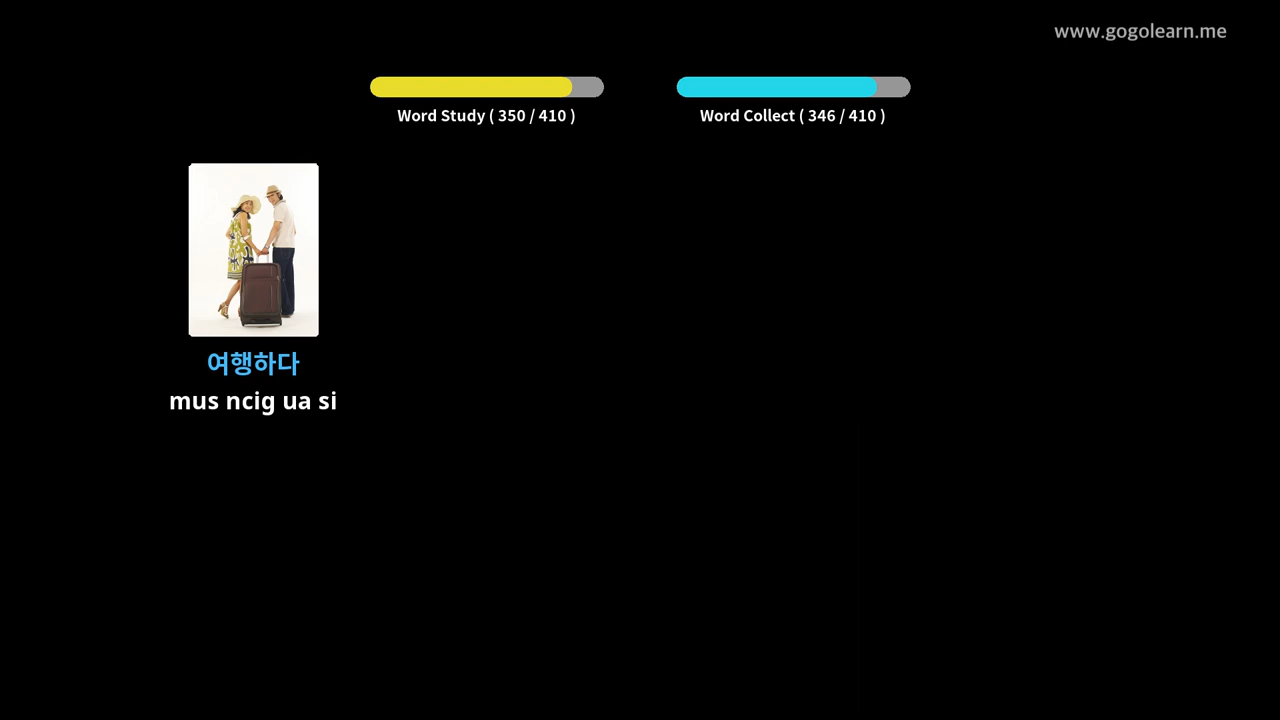 www.gogolearn.me
Word Study ( 350 / 410 )
Word Collect ( 346 / 410 )
여행하다
mus ncig ua si